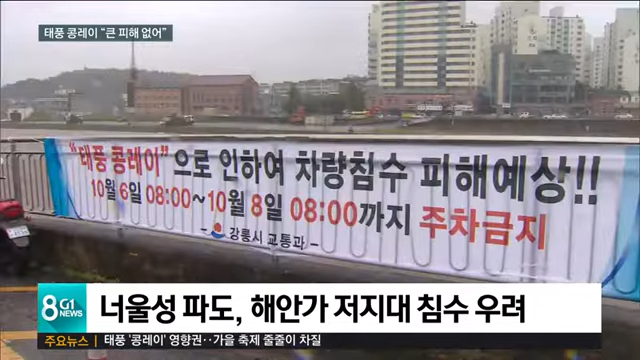 태풍 콩레이 "큰 피해 없어"
"태풍 콩레이"으로 인하여 차량침수 피해예상!!
10월 6일 08:00~10월 8일 08:00까지 주차금지
- 강릉시 교통과 -
8 G1 NEWS
너울성 파도, 해안가 저지대 침수 우려
주요뉴스 태풍 '콩레이' 영향권‥가을 축제 줄줄이 차질